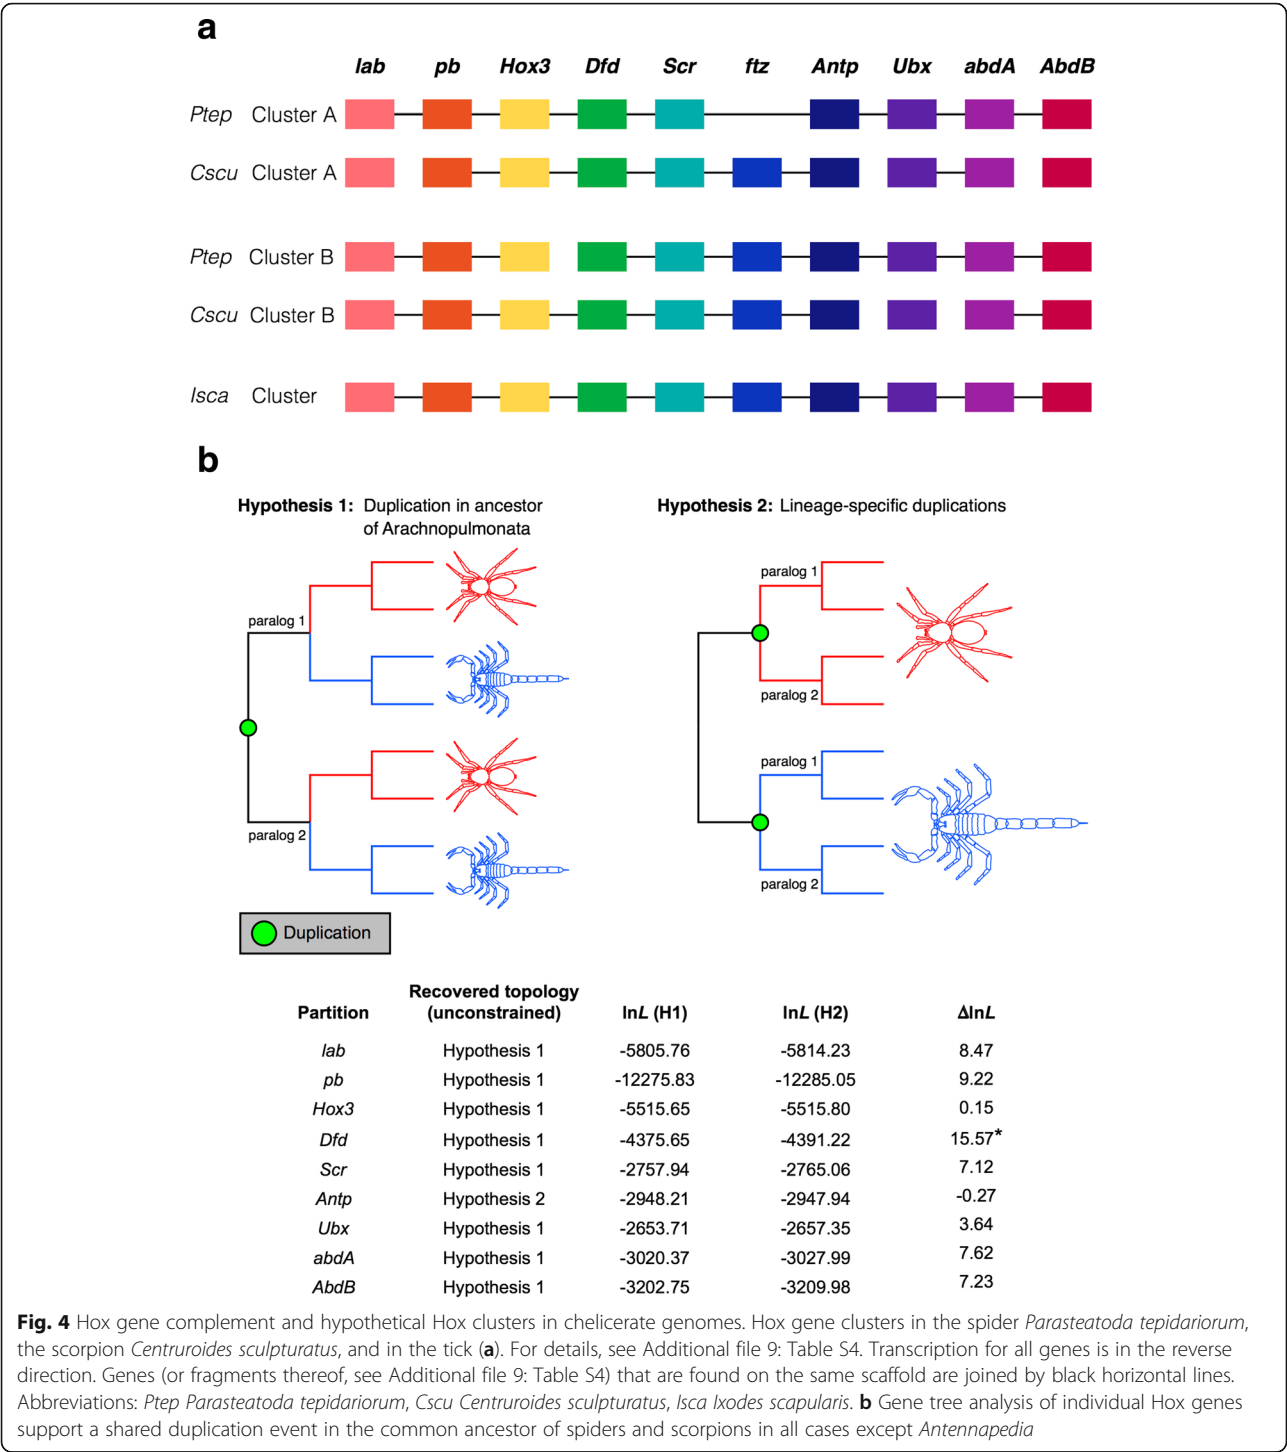 a
lab pb Hox3 Dfd Scr ftz Antp Ubx abdA AbdB
Ptep Cluster A
Cscu Cluster A
Ptep Cluster B
Cscu Cluster B
Isca Cluster
b
Hypothesis 1: Duplication in ancestor
of Arachnopulmonata
Hypothesis 2: Lineage-specific duplications
paralog 1
paralog 2
paralog 1
paralog 2
paralog 1
paralog 2
Duplication
Partition Recovered topology (unconstrained) lnL (H1) lnL (H2) ΔlnL
lab Hypothesis 1 -5805.76 -5814.23 8.47
pb Hypothesis 1 -12275.83 -12285.05 9.22
Hox3 Hypothesis 1 -5515.65 -5515.80 0.15
Dfd Hypothesis 1 -4375.65 -4391.22 15.57*
Scr Hypothesis 1 -2757.94 -2765.06 7.12
Antp Hypothesis 2 -2948.21 -2947.94 -0.27
Ubx Hypothesis 1 -2653.71 -2657.35 3.64
abdA Hypothesis 1 -3020.37 -3027.99 7.62
AbdB Hypothesis 1 -3202.75 -3209.98 7.23
Fig. 4 Hox gene complement and hypothetical Hox clusters in chelicerate genomes. Hox gene clusters in the spider Parasteatoda tepidariorum,
the scorpion Centruroides sculpturatus, and in the tick (a). For details, see Additional file 9: Table S4. Transcription for all genes is in the reverse
direction. Genes (or fragments thereof, see Additional file 9: Table S4) that are found on the same scaffold are joined by black horizontal lines.
Abbreviations: Ptep Parasteatoda tepidariorum, Cscu Centruroides sculpturatus, Isca Ixodes scapularis. b Gene tree analysis of individual Hox genes
support a shared duplication event in the common ancestor of spiders and scorpions in all cases except Antennapedia